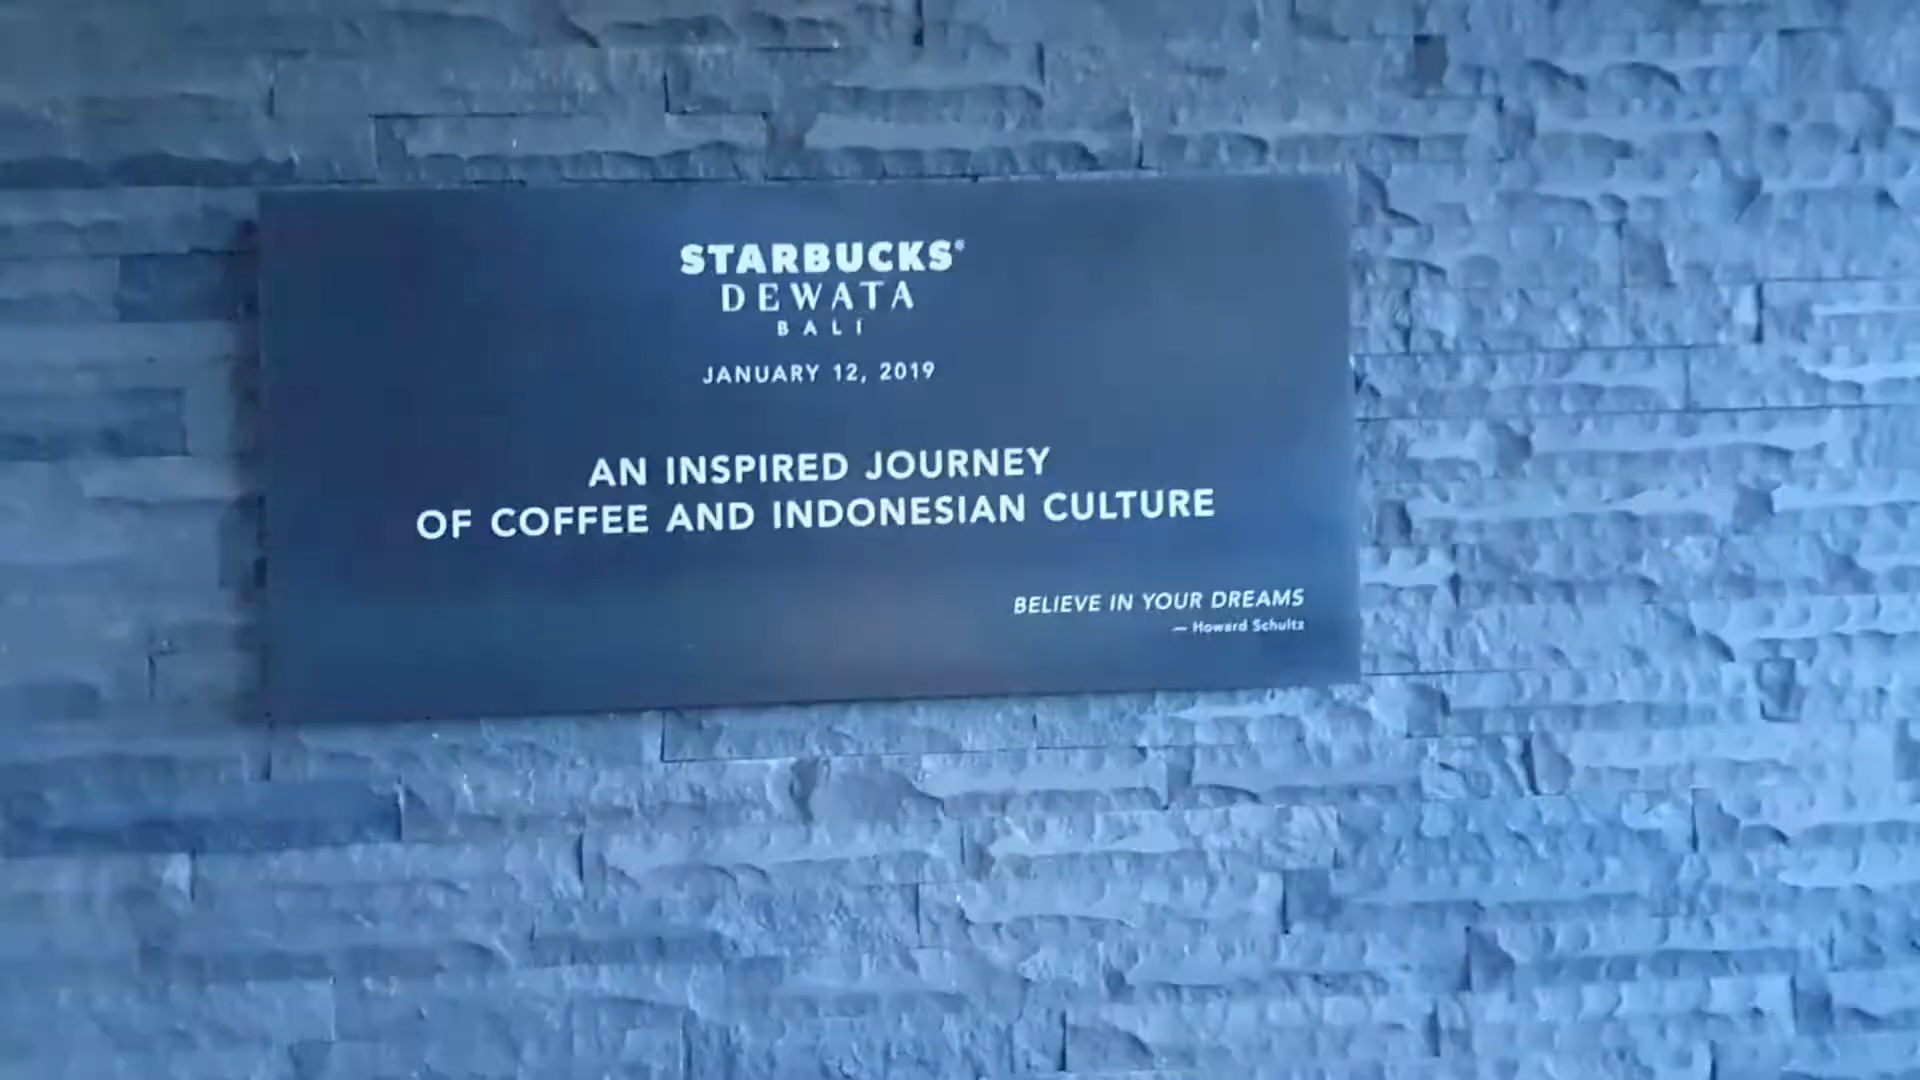 STARBUCKS®
DEWATA
BALI
JANUARY 12, 2019
AN INSPIRED JOURNEY
OF COFFEE AND INDONESIAN CULTURE
BELIEVE IN YOUR DREAMS
— Howard Schultz